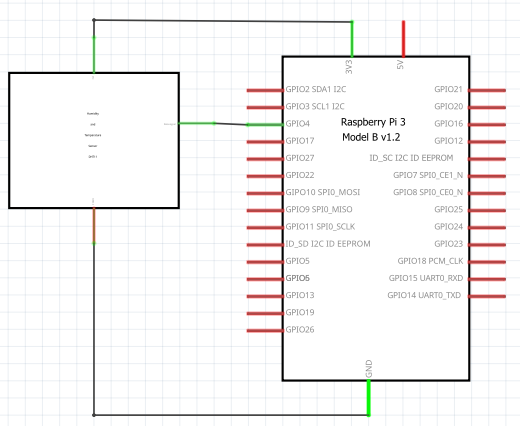 3V3
5V
Humidity
and
Temperature
Sensor
GPIO2 SDA1 I2C
GPIO3 SCL1 I2C
GPIO4
GPIO17
GPIO27
GPIO22
GIPO10 SPI0_MOSI
GPIO9 SPI0_MISO
GPIO11 SPI0_SCLK
ID_SD I2C ID EEPROM
GPIO5
GPIO6
GPIO13
GPIO19
GPIO26
Raspberry Pi 3
Model B v1.2
GPIO21
GPIO20
GPIO16
GPIO12
ID_SC I2C ID EEPROM
GPIO7 SPI0_CE1_N
GPIO8 SPI0_CE0_N
GPIO25
GPIO24
GPIO23
GPIO18 PCM_CLK
GPIO15 UART0_RXD
GPIO14 UART0_TXD
GND